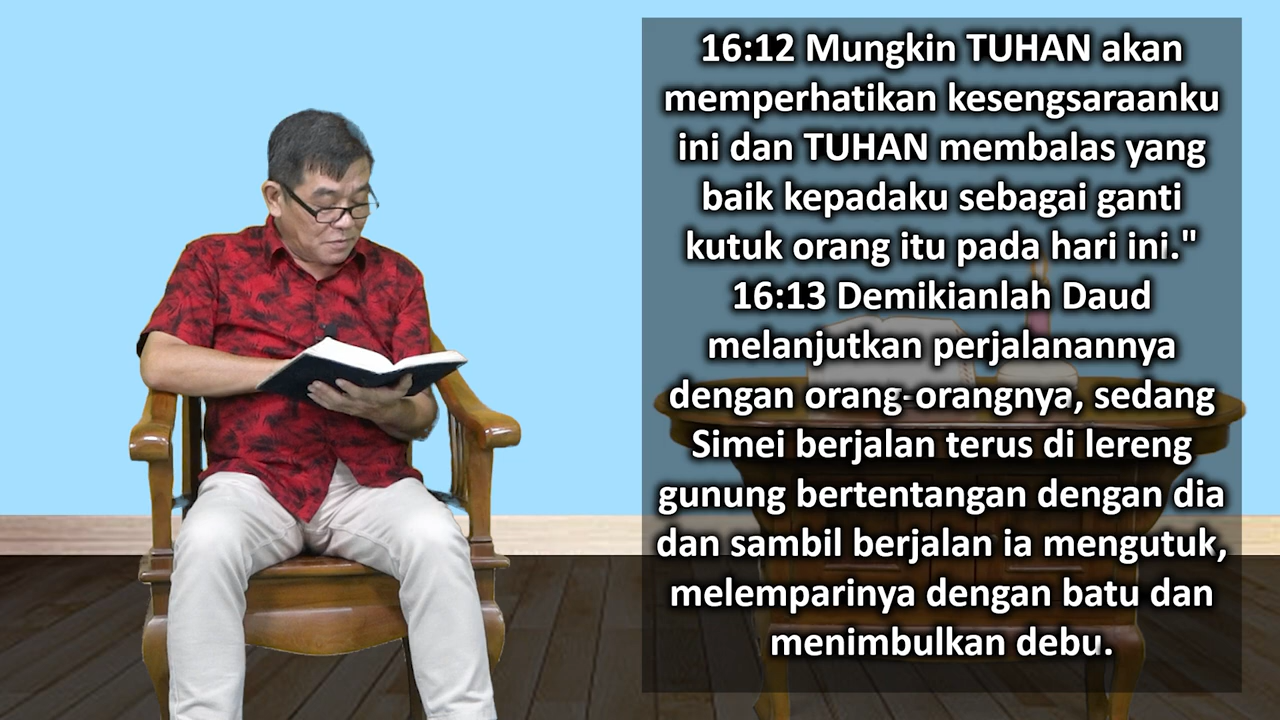 16:12 Mungkin TUHAN akan
memperhatikan kesengsaraanku
ini dan TUHAN membalas yang
baik kepadaku sebagai ganti
kutuk orang itu pada hari ini."
16:13 Demikianlah Daud
melanjutkan perjalanannya
dengan orang-orangnya, sedang
Simei berjalan terus di lereng
gunung bertentangan dengan dia
dan sambil berjalan ia mengutuk,
melemparinya dengan batu dan
menimbulkan debu.